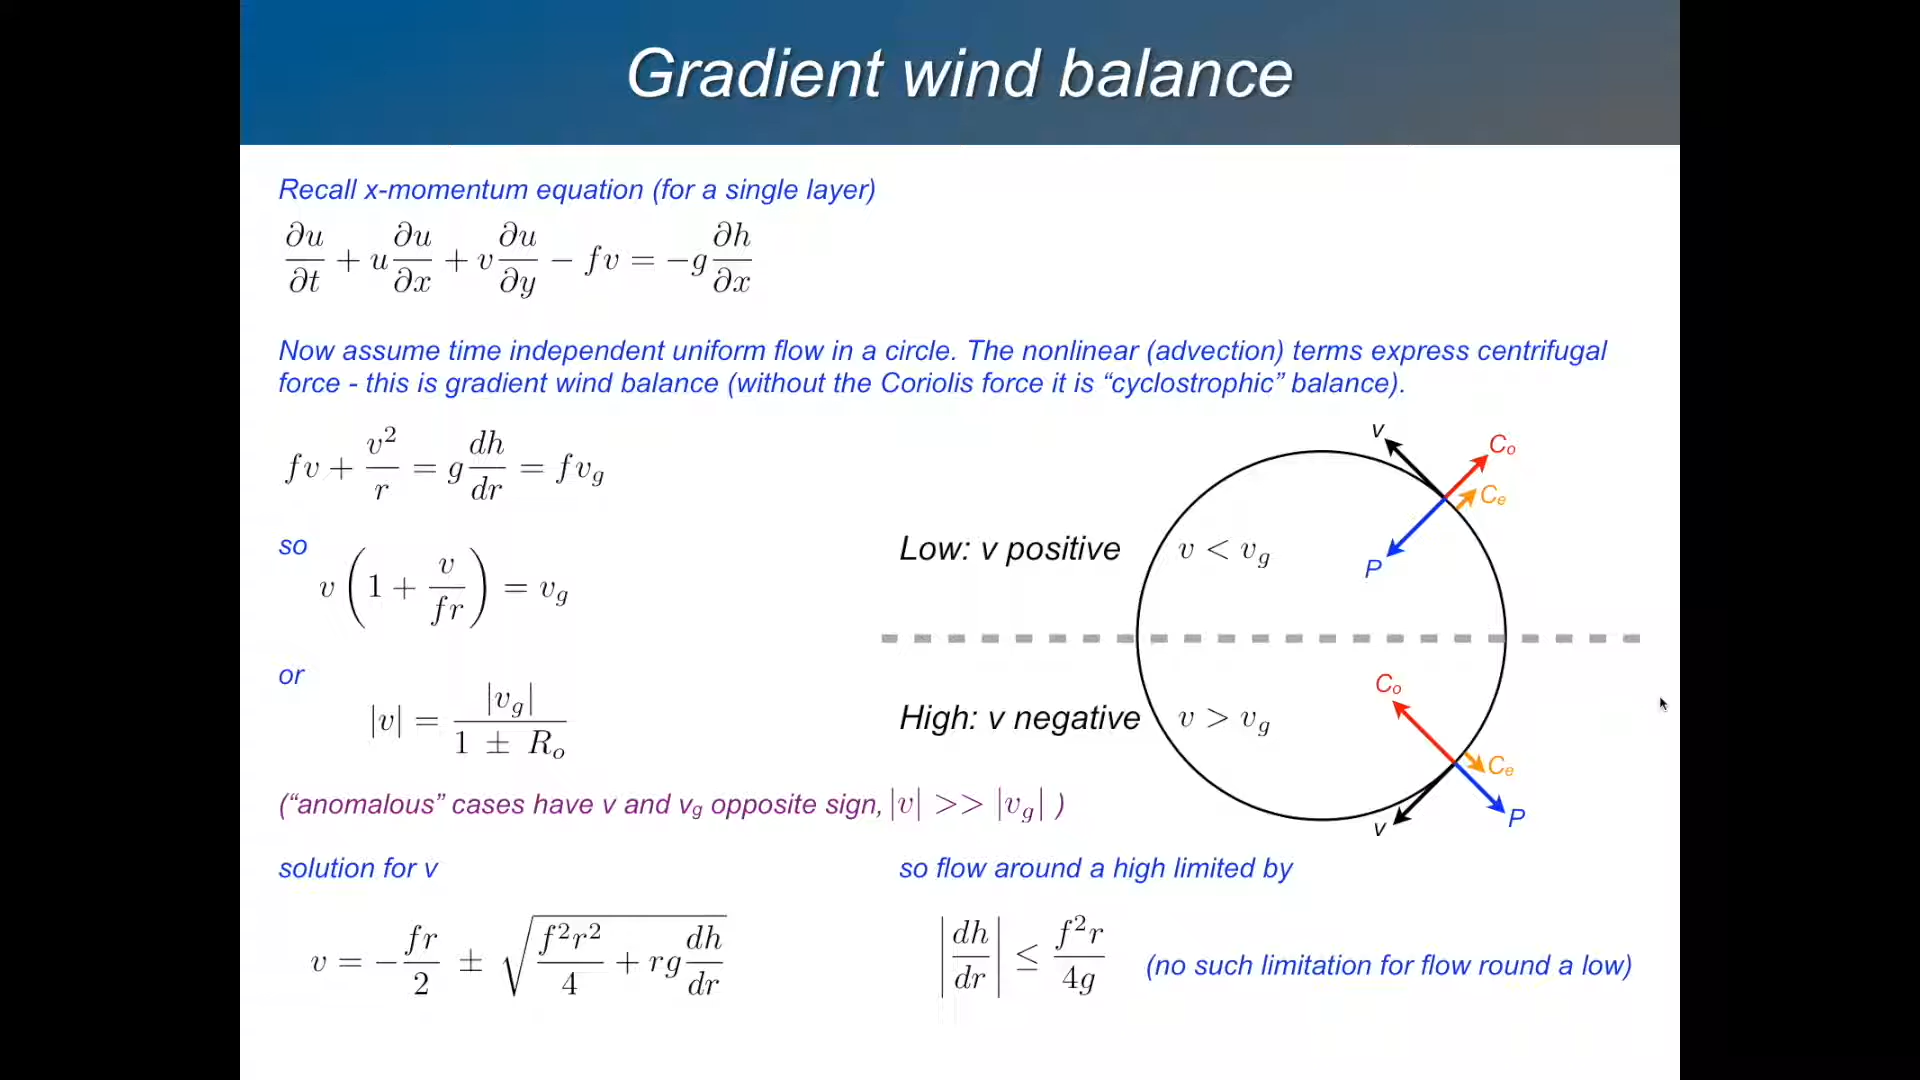 Gradient wind balance
Recall x-momentum equation (for a single layer)
∂u/∂t + u ∂u/∂x + v ∂u/∂y − fv = −g ∂h/∂x
Now assume time independent uniform flow in a circle. The nonlinear (advection) terms express centrifugal
force - this is gradient wind balance (without the Coriolis force it is “cyclostrophic” balance).
fv + v²/r = g dh/dr = fv_g
so
v (1 + v/fr) = v_g
or
|v| = |v_g| / (1 ± R_o)
(“anomalous” cases have v and v_g opposite sign, |v| >> |v_g| )
solution for v
v = −fr/2 ± √(f²r²/4 + rg dh/dr)
v
C_o
C_e
P
Low: v positive
v < v_g
High: v negative
v > v_g
C_o
C_e
P
v
so flow around a high limited by
|dh/dr| ≤ f²r/4g
(no such limitation for flow round a low)